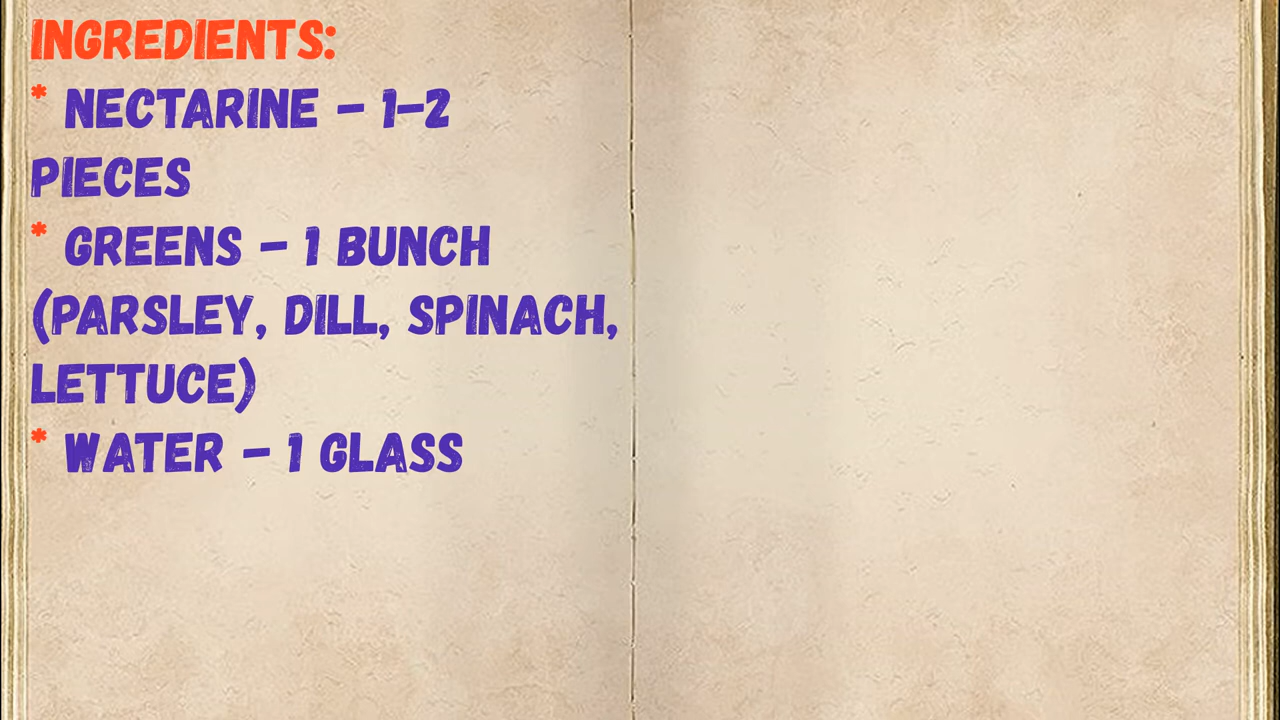 INGREDIENTS:
* NECTARINE – 1–2
PIECES
* GREENS – 1 BUNCH
(PARSLEY, DILL, SPINACH,
LETTUCE)
* WATER – 1 GLASS